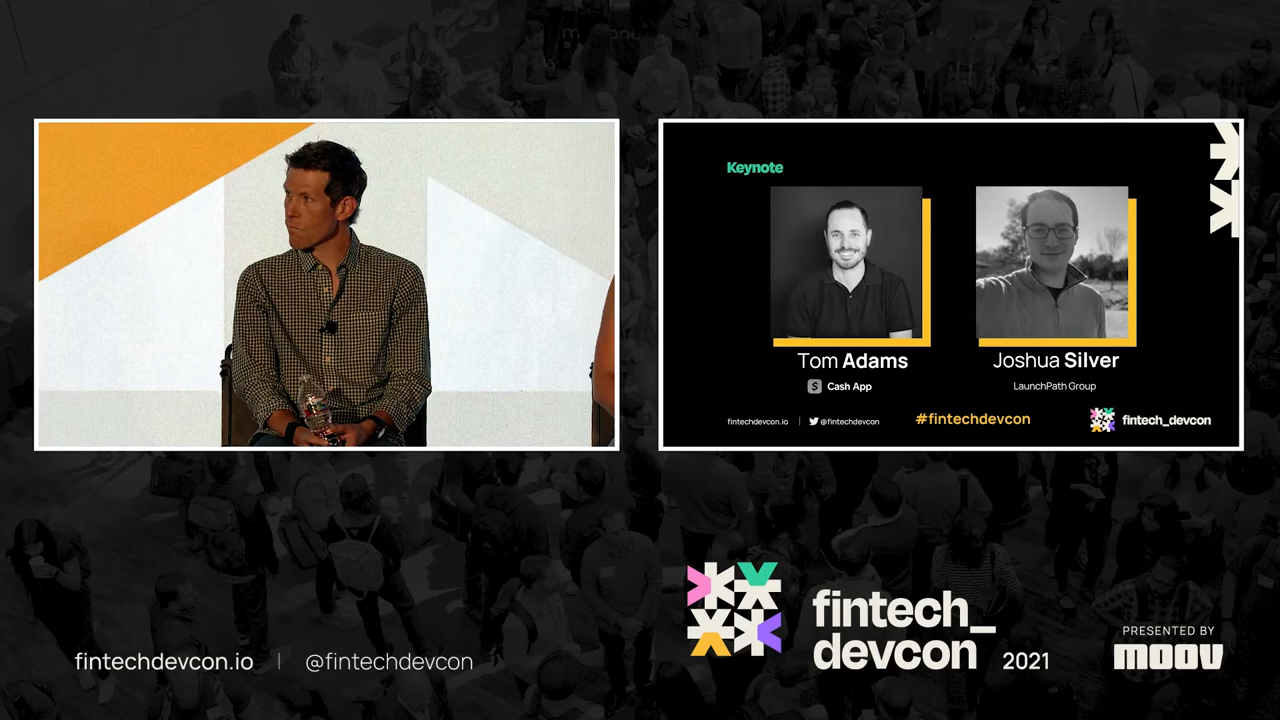 Keynote
Tom Adams
Cash App
Joshua Silver
LaunchPath Group
fintechdevcon.io | @fintechdevcon
#fintechdevcon
fintech_devcon
fintech_
devcon 2021
PRESENTED BY
moov
fintechdevcon.io | @fintechdevcon